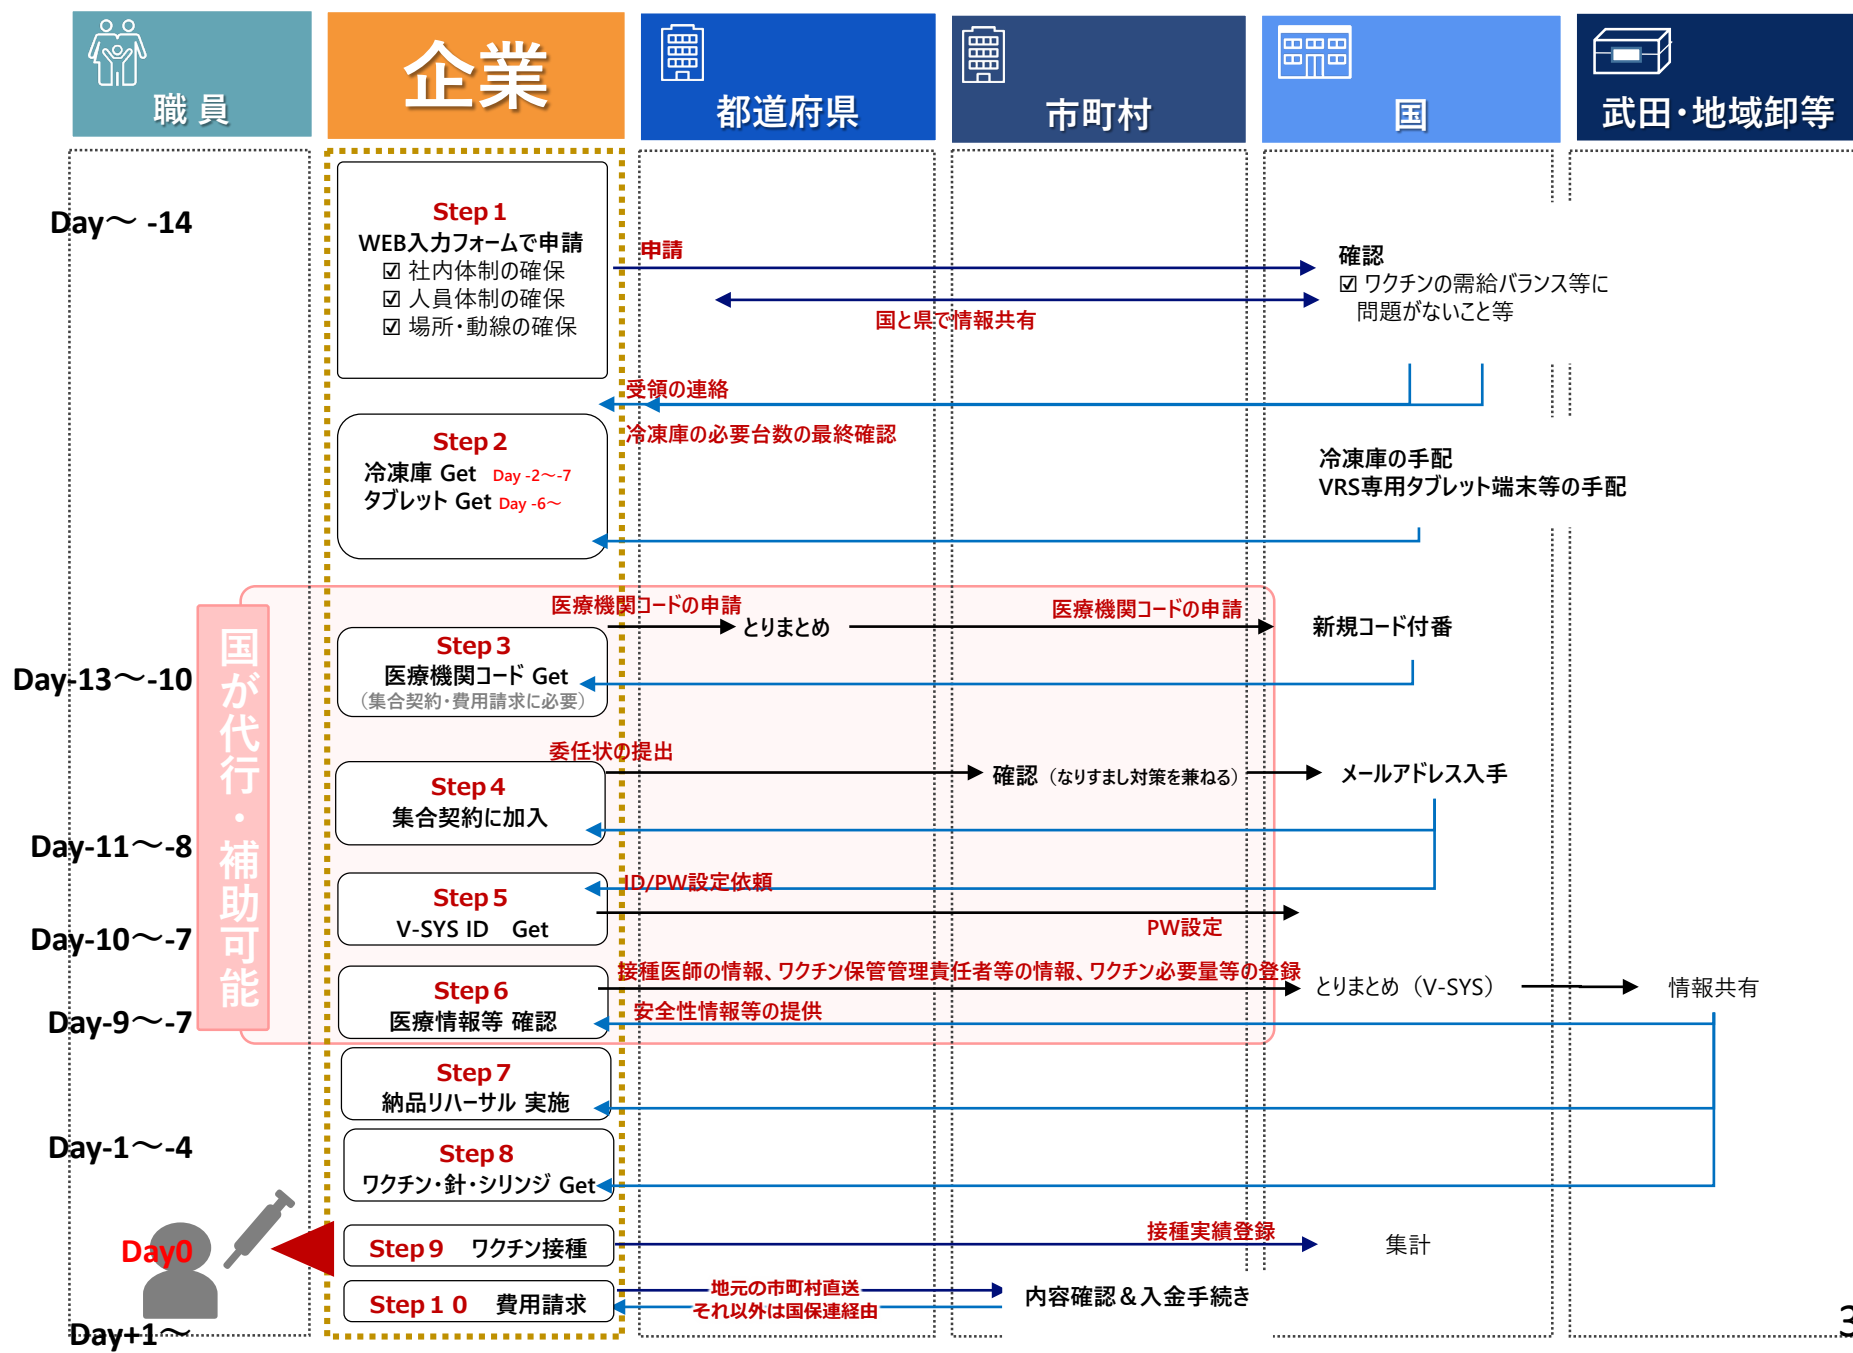 職 員
企業
都道府県
市町村
国
武田・地域卸等
Day～ -14
Step１
WEB入力フォームで申請
☑ 社内体制の確保
☑ 人員体制の確保
☑ 場所・動線の確保
申請
国と県で情報共有
確認
☑ ワクチンの需給バランス等に
問題がないこと等
受領の連絡
冷凍庫の必要台数の最終確認
Step２
冷凍庫 Get Day -2～-7
タブレット Get Day -6～
冷凍庫の手配
VRS専用タブレット端末等の手配
国が代行・補助可能
Day-13～-10
医療機関コードの申請
とりまとめ
医療機関コードの申請
新規コード付番
Step３
医療機関コード Get
（集合契約・費用請求に必要）
委任状の提出
確認（なりすまし対策を兼ねる）
メールアドレス入手
Step４
集合契約に加入
Day-11～-8
ID/PW設定依頼
Step５
V-SYS ID Get
PW設定
Day-10～-7
接種医師の情報、ワクチン保管管理責任者等の情報、ワクチン必要量等の登録
とりまとめ（V-SYS）
情報共有
Step６
医療情報等 確認
安全性情報等の提供
Day-9～-7
Step７
納品リハーサル 実施
Day-1～-4
Step８
ワクチン・針・シリンジ Get
Day0
Step９ ワクチン接種
接種実績登録
集計
Step１０ 費用請求
地元の市町村直送
それ以外は国保連経由
内容確認＆入金手続き
Day+1～
3